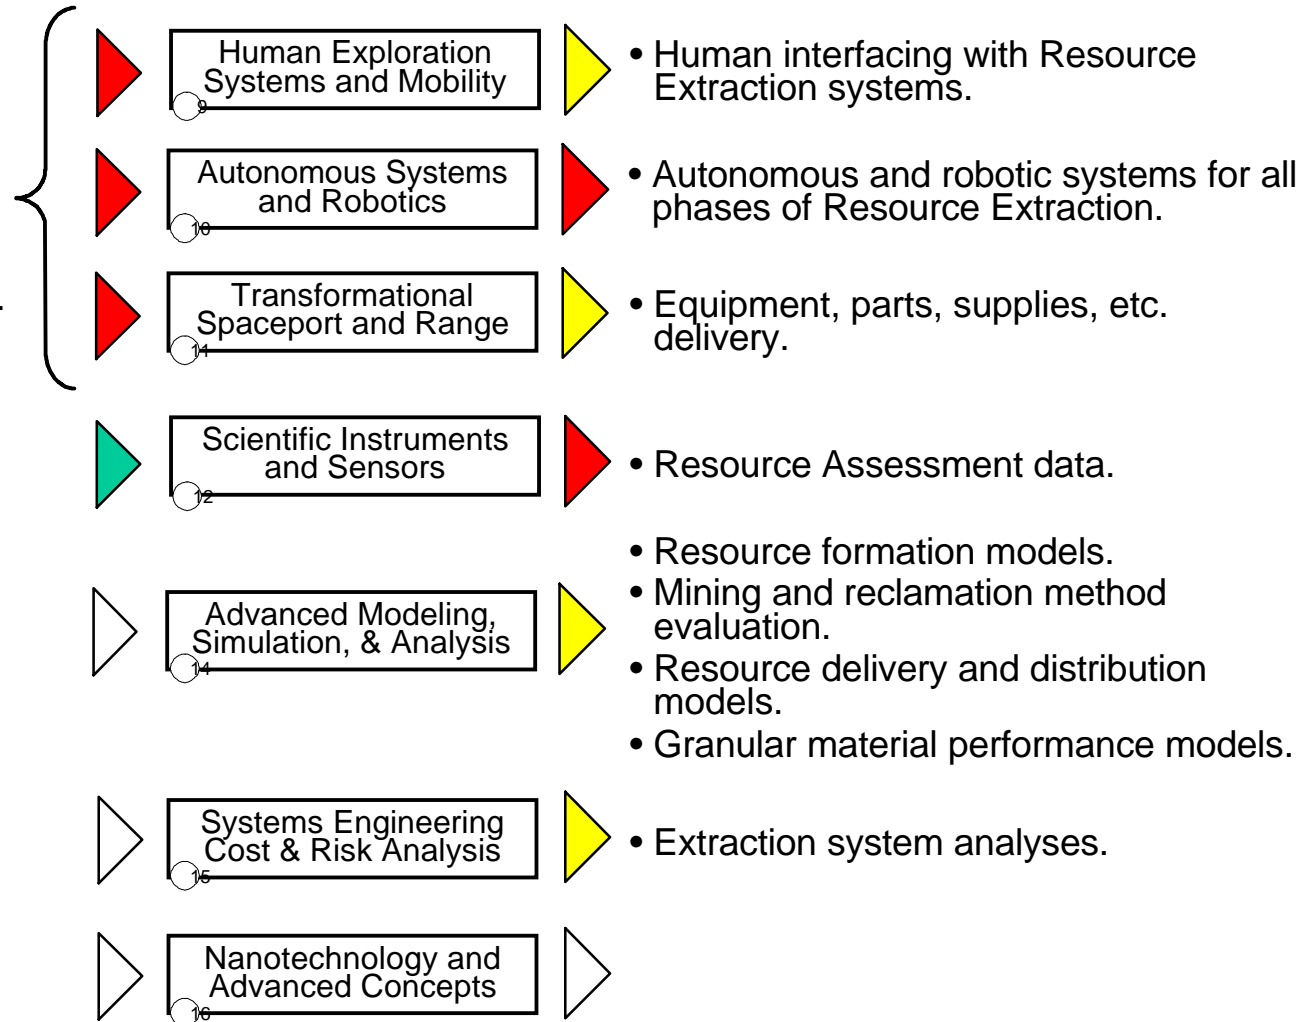 Human Exploration
Systems and Mobility
9
• Human interfacing with Resource
Extraction systems.
Autonomous Systems
and Robotics
10
• Autonomous and robotic systems for all
phases of Resource Extraction.
Transformational
Spaceport and Range
11
• Equipment, parts, supplies, etc.
delivery.
Scientific Instruments
and Sensors
12
• Resource Assessment data.
Advanced Modeling,
Simulation, & Analysis
14
• Resource formation models.
• Mining and reclamation method
evaluation.
• Resource delivery and distribution
models.
• Granular material performance models.
Systems Engineering
Cost & Risk Analysis
15
• Extraction system analyses.
Nanotechnology and
Advanced Concepts
16